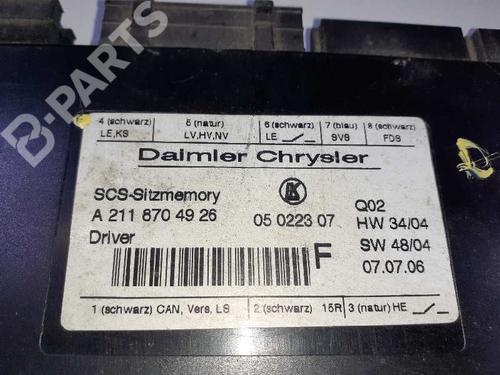 B-PARTS
4 (schwarz) 5 (natur) 6 (schwarz) 7 (blau) 8 (schwarz)
LE,KS LV,HV,NV LE SVS FDS
Daimler Chrysler
SCS-Sitzmemory K
A 211 870 49 26 05 0223 07 Q02
Driver HW 34/04
F SW 48/04
07.07.06
1 (schwarz) CAN, Vers, LS 2 (schwarz) 15R 3 (natur) HE